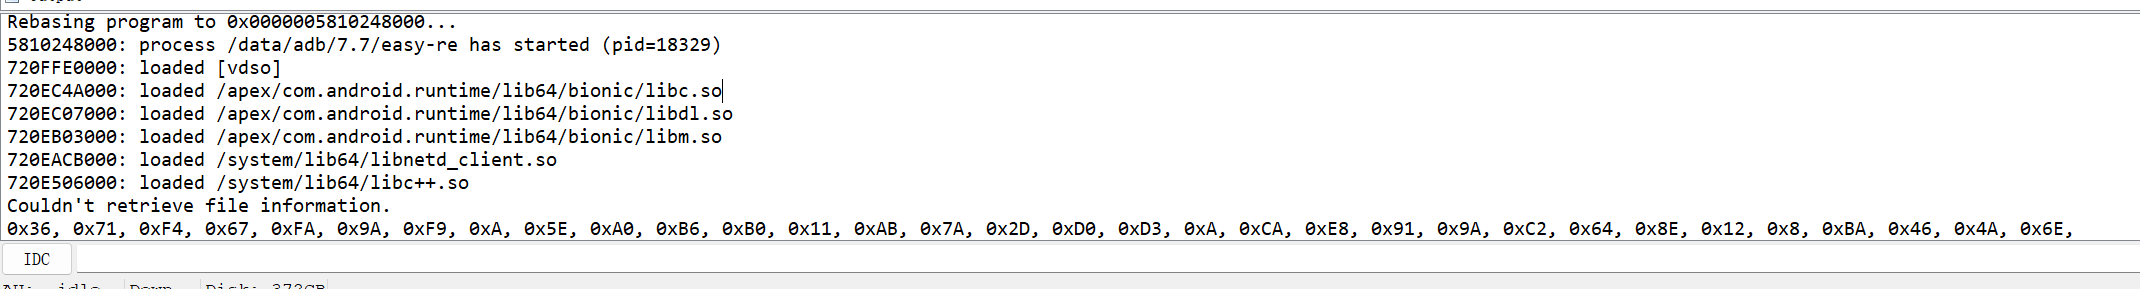 Rebasing program to 0x0000005810248000...
5810248000: process /data/adb/7.7/easy-re has started (pid=18329)
720FFE0000: loaded [vdso]
720EC4A000: loaded /apex/com.android.runtime/lib64/bionic/libc.so
720EC07000: loaded /apex/com.android.runtime/lib64/bionic/libdl.so
720EB03000: loaded /apex/com.android.runtime/lib64/bionic/libm.so
720EACB000: loaded /system/lib64/libnetd_client.so
720E506000: loaded /system/lib64/libc++.so
Couldn't retrieve file information.
0x36, 0x71, 0xF4, 0x67, 0xFA, 0x9A, 0xF9, 0xA, 0x5E, 0xA0, 0xB6, 0xB0, 0x11, 0xAB, 0x7A, 0x2D, 0xD0, 0xD3, 0xA, 0xCA, 0xE8, 0x91, 0x9A, 0xC2, 0x64, 0x8E, 0x12, 0x8, 0xBA, 0x46, 0x4A, 0x6E,
IDC
idle Down Disk: 373GB